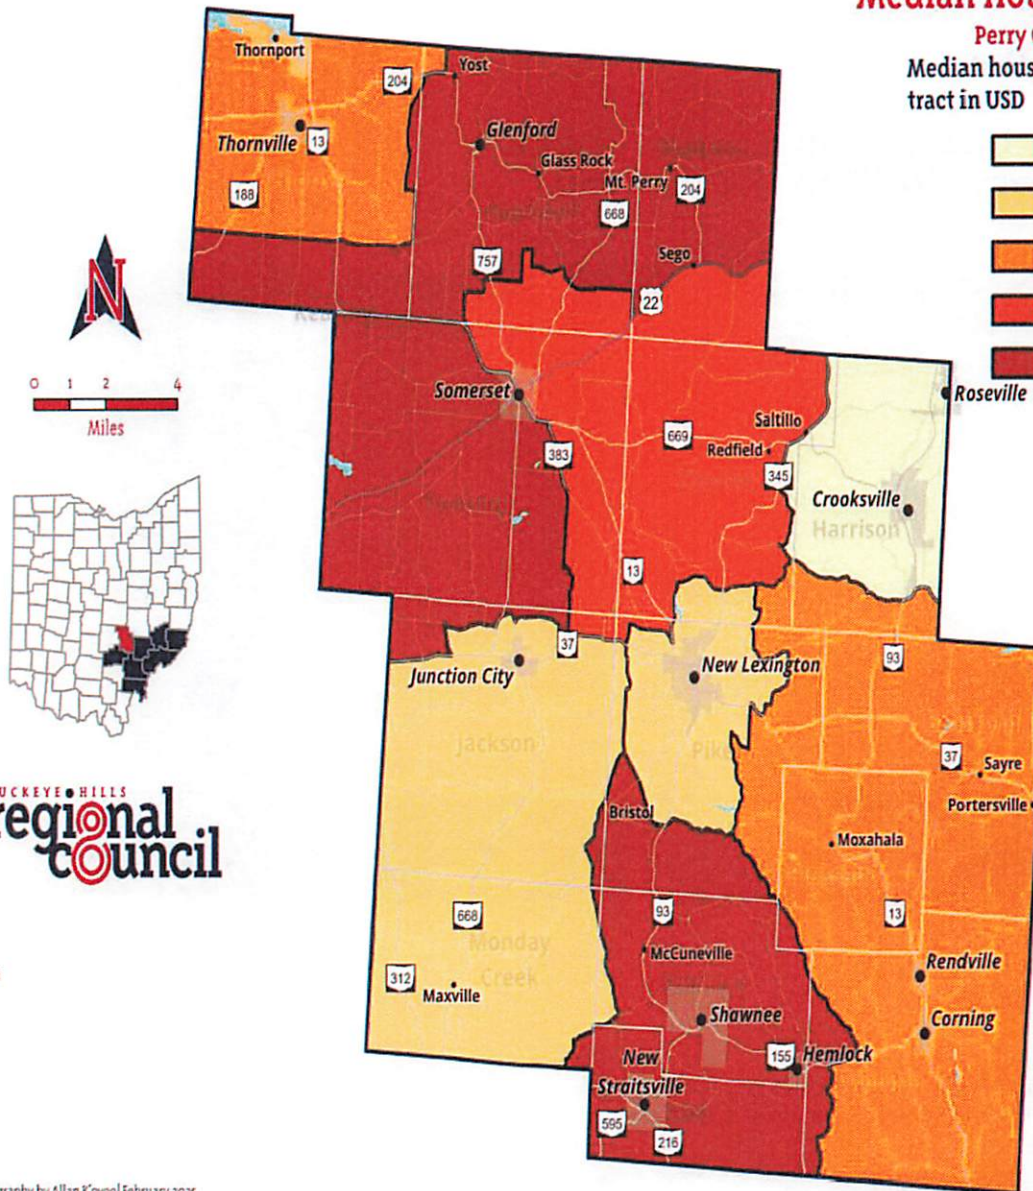 Perry
Median hous
tract in USD
Thornport
204
Yost
Thornville
13
Glenford
Glass Rock
188
Mt. Perry
204
668
757
Sego
22
N
0 1 2 4
Miles
Somerset
Roseville
Saltillo
669
Redfield
383
345
Crooksville
Harrison
13
37
Junction City
New Lexington
93
Jackson
Pike
37
Sayre
Portersville
Bristol
Moxahala
UCKEYE HILLS
regional
council
668
93
13
Monday
Creek
McCuneville
Rendville
312
Maxville
Shawnee
Corning
New
Straitsville
155
Hemlock
595
216